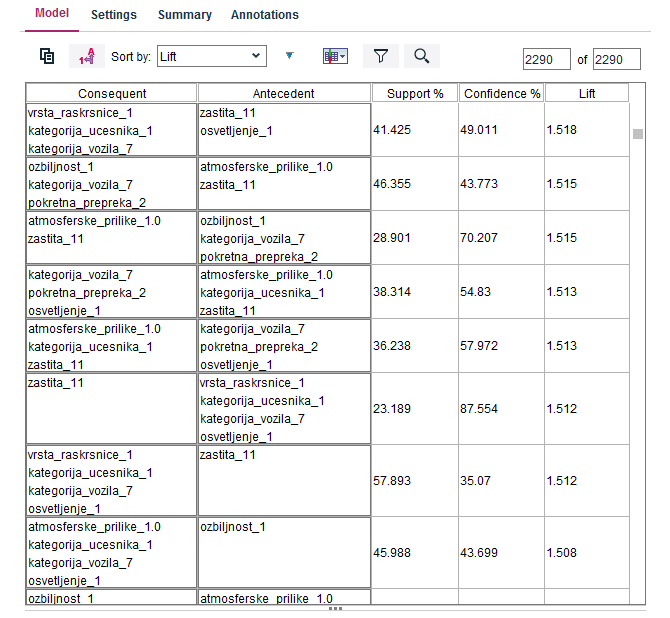 Model Settings Summary Annotations
Sort by: Lift 2290 of 2290
Consequent Antecedent Support % Confidence % Lift
vrsta_raskrsnice_1 zastita_11
kategorija_ucesnika_1 osvetljenje_1 41.425 49.011 1.518
kategorija_vozila_7
ozbiljnost_1 atmosferske_prilike_1.0
kategorija_vozila_7 zastita_11 46.355 43.773 1.515
pokretna_prepreka_2
atmosferske_prilike_1.0 ozbiljnost_1
zastita_11 kategorija_vozila_7 28.901 70.207 1.515
pokretna_prepreka_2
kategorija_vozila_7 atmosferske_prilike_1.0
pokretna_prepreka_2 kategorija_ucesnika_1 38.314 54.83 1.513
osvetljenje_1 zastita_11
atmosferske_prilike_1.0 kategorija_vozila_7
kategorija_ucesnika_1 pokretna_prepreka_2 36.238 57.972 1.513
zastita_11 osvetljenje_1
zastita_11 vrsta_raskrsnice_1
kategorija_ucesnika_1 23.189 87.554 1.512
kategorija_vozila_7
osvetljenje_1
vrsta_raskrsnice_1 zastita_11
kategorija_ucesnika_1 57.893 35.07 1.512
kategorija_vozila_7
osvetljenje_1
atmosferske_prilike_1.0 ozbiljnost_1
kategorija_ucesnika_1 45.988 43.699 1.508
kategorija_vozila_7
osvetljenje_1
ozbiljnost_1 atmosferske_prilike_1.0